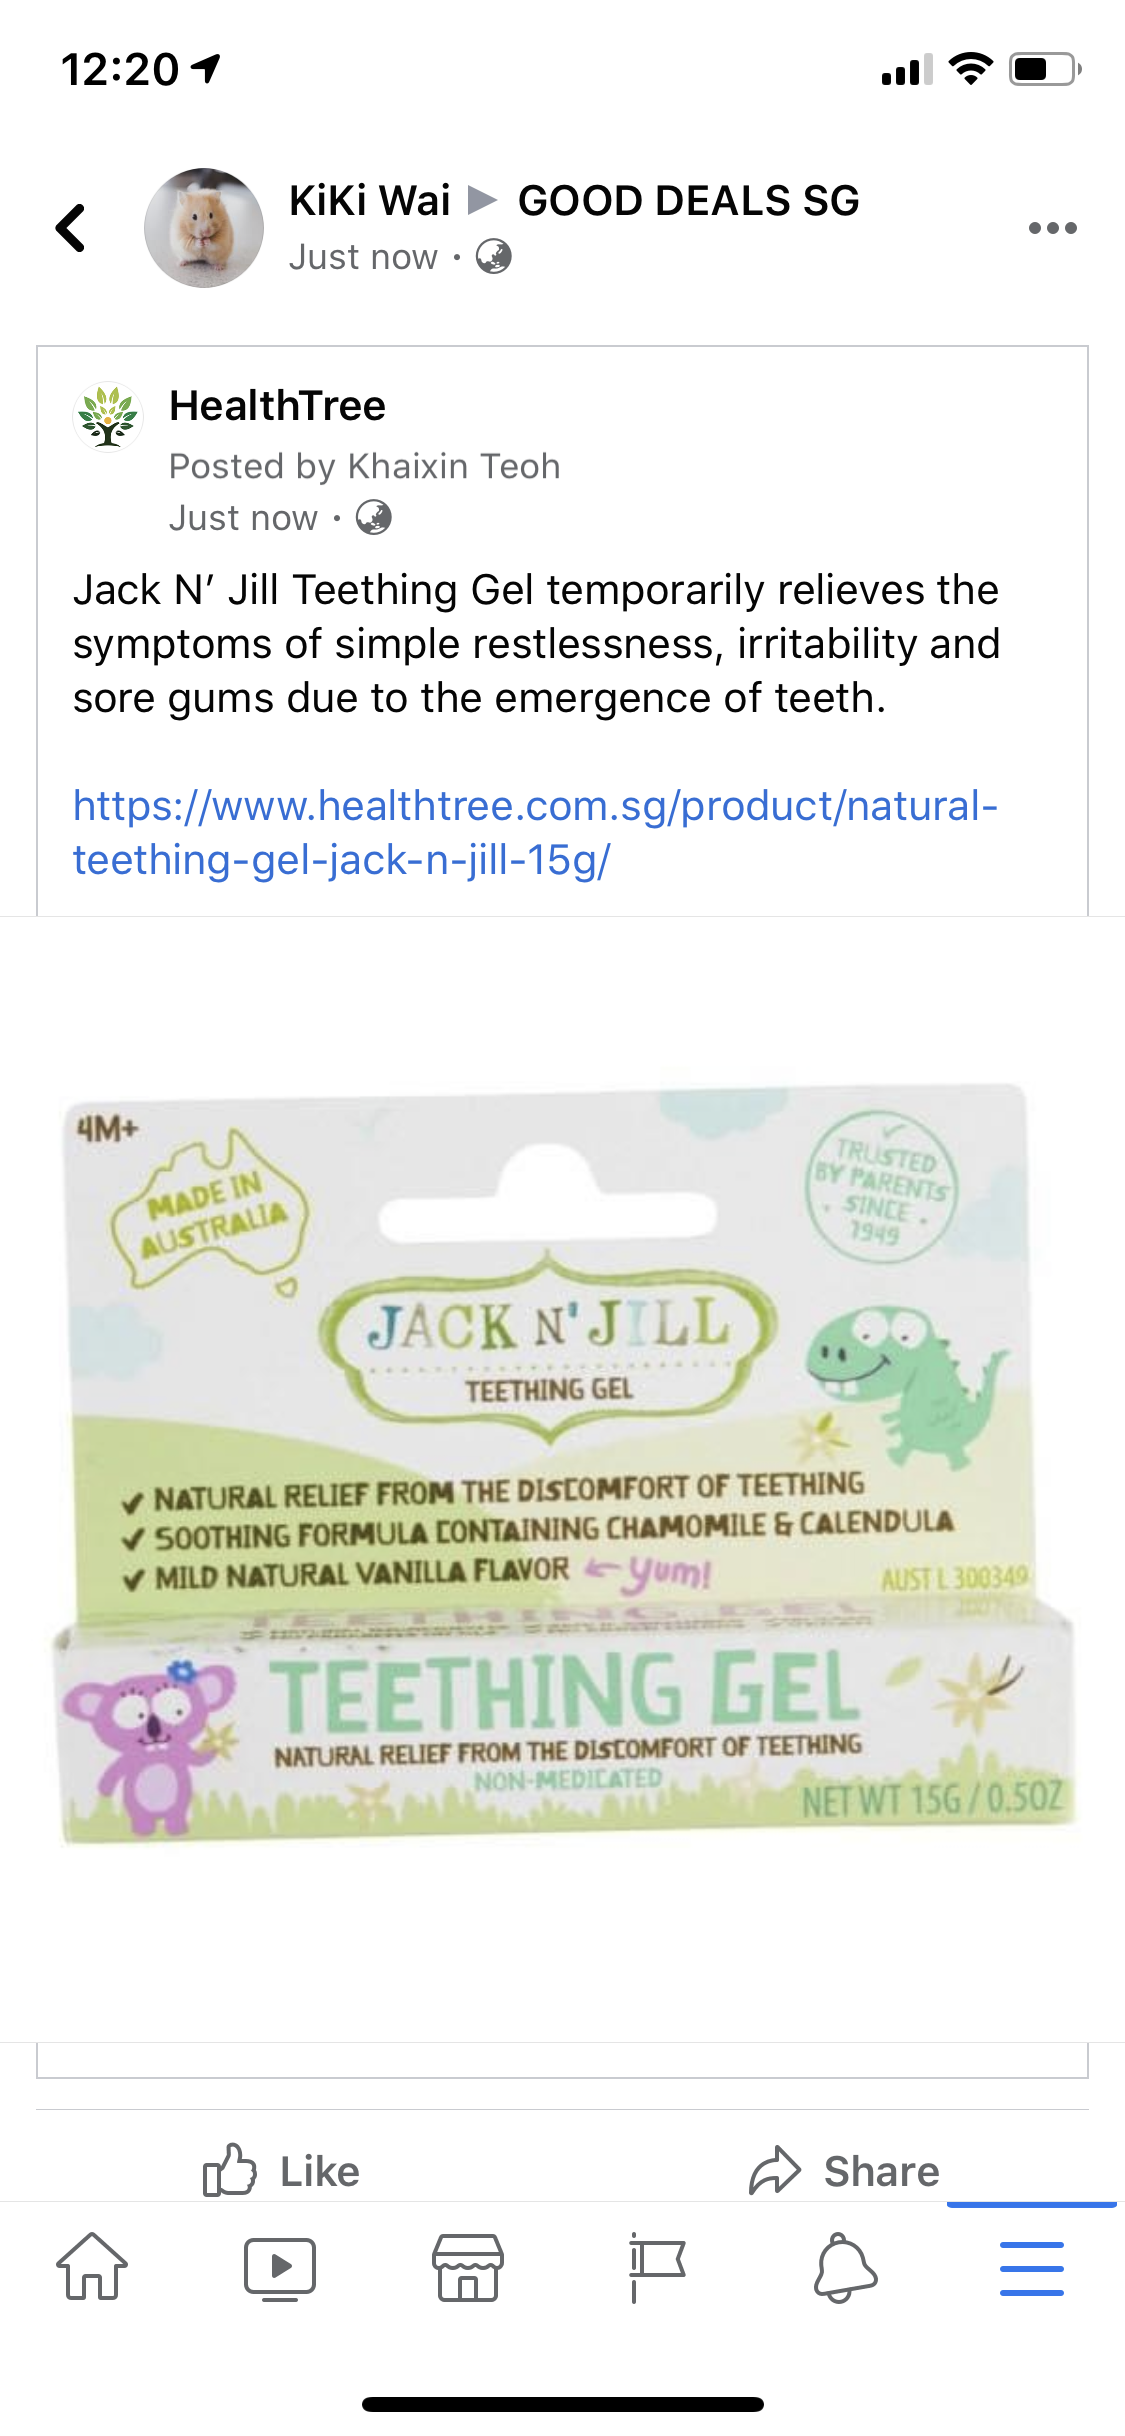 12:20
KiKi Wai ▶ GOOD DEALS SG
Just now ·
HealthTree
Posted by Khaixin Teoh
Just now ·
Jack N’ Jill Teething Gel temporarily relieves the
symptoms of simple restlessness, irritability and
sore gums due to the emergence of teeth.
https://www.healthtree.com.sg/product/natural-
teething-gel-jack-n-jill-15g/
4M+
MADE IN
AUSTRALIA
TRUSTED
BY PARENTS
SINCE
1949
JACK N' JILL
TEETHING GEL
✓ NATURAL RELIEF FROM THE DISCOMFORT OF TEETHING
✓ SOOTHING FORMULA CONTAINING CHAMOMILE & CALENDULA
✓ MILD NATURAL VANILLA FLAVOR ← Yum!
AUST L 300349
TEETHING GEL
TEETHING GEL
NATURAL RELIEF FROM THE DISCOMFORT OF TEETHING
NON-MEDICATED
NET WT 15G / 0.5OZ
Like
Share